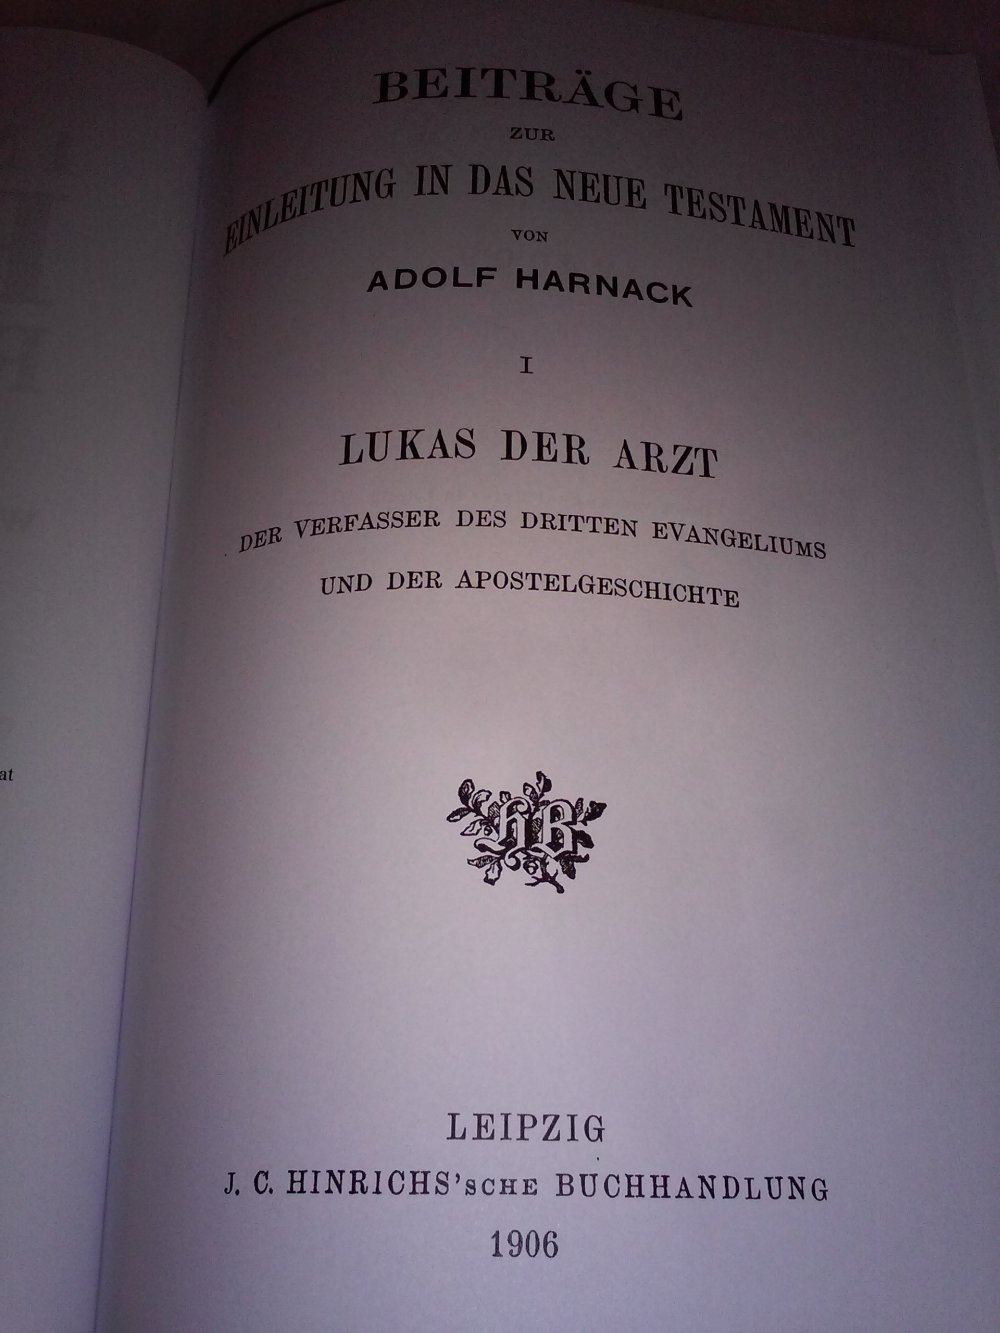 BEITRÄGE
ZUR
EINLEITUNG IN DAS NEUE TESTAMENT
VON
ADOLF HARNACK
I
LUKAS DER ARZT
DER VERFASSER DES DRITTEN EVANGELIUMS
UND DER APOSTELGESCHICHTE
HB
LEIPZIG
J. C. HINRICHS'SCHE BUCHHANDLUNG
1906